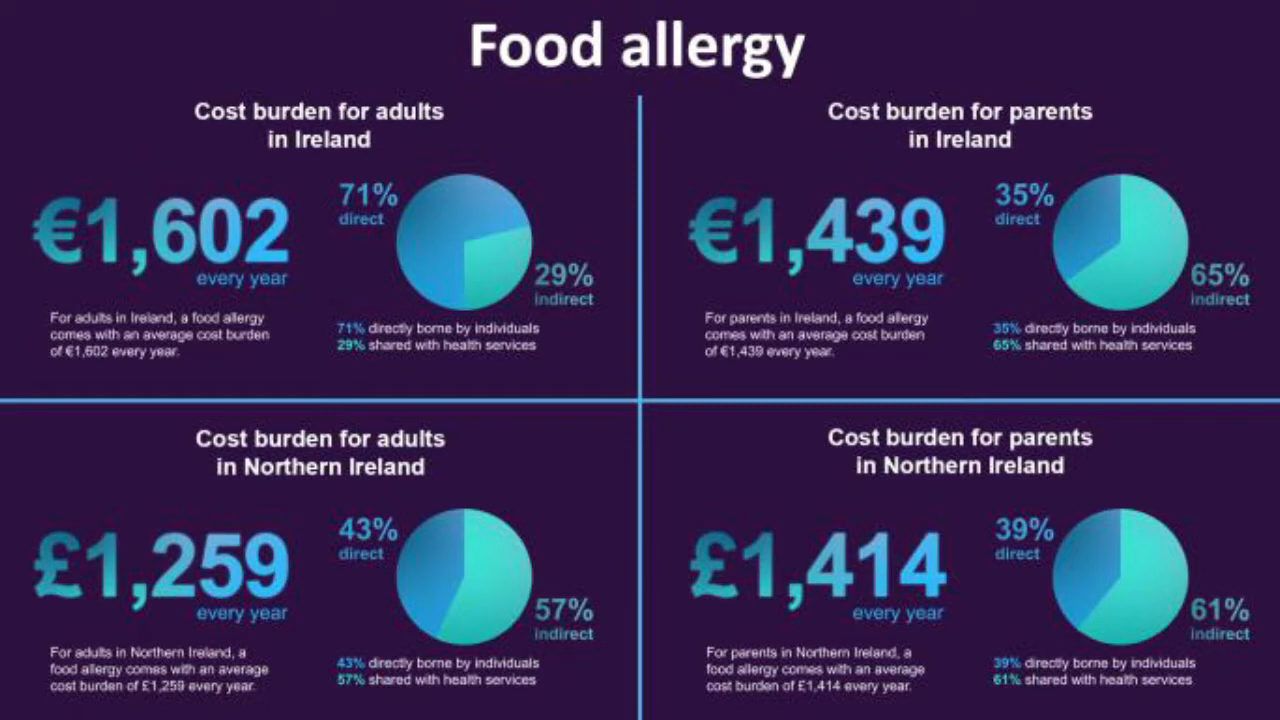 Food allergy
Cost burden for adults
in Ireland
€1,602
every year
For adults in Ireland, a food allergy
comes with an average cost burden
of €1,602 every year.
71%
direct
29%
indirect
71% directly borne by individuals
29% shared with health services
Cost burden for parents
in Ireland
€1,439
every year
For parents in Ireland, a food allergy
comes with an average cost burden
of €1,439 every year.
35%
direct
65%
indirect
35% directly borne by individuals
65% shared with health services
Cost burden for adults
in Northern Ireland
£1,259
every year
For adults in Northern Ireland, a
food allergy comes with an average
cost burden of £1,259 every year.
43%
direct
57%
indirect
43% directly borne by individuals
57% shared with health services
Cost burden for parents
in Northern Ireland
£1,414
every year
For parents in Northern Ireland, a
food allergy comes with an average
cost burden of £1,414 every year.
39%
direct
61%
indirect
39% directly borne by individuals
61% shared with health services